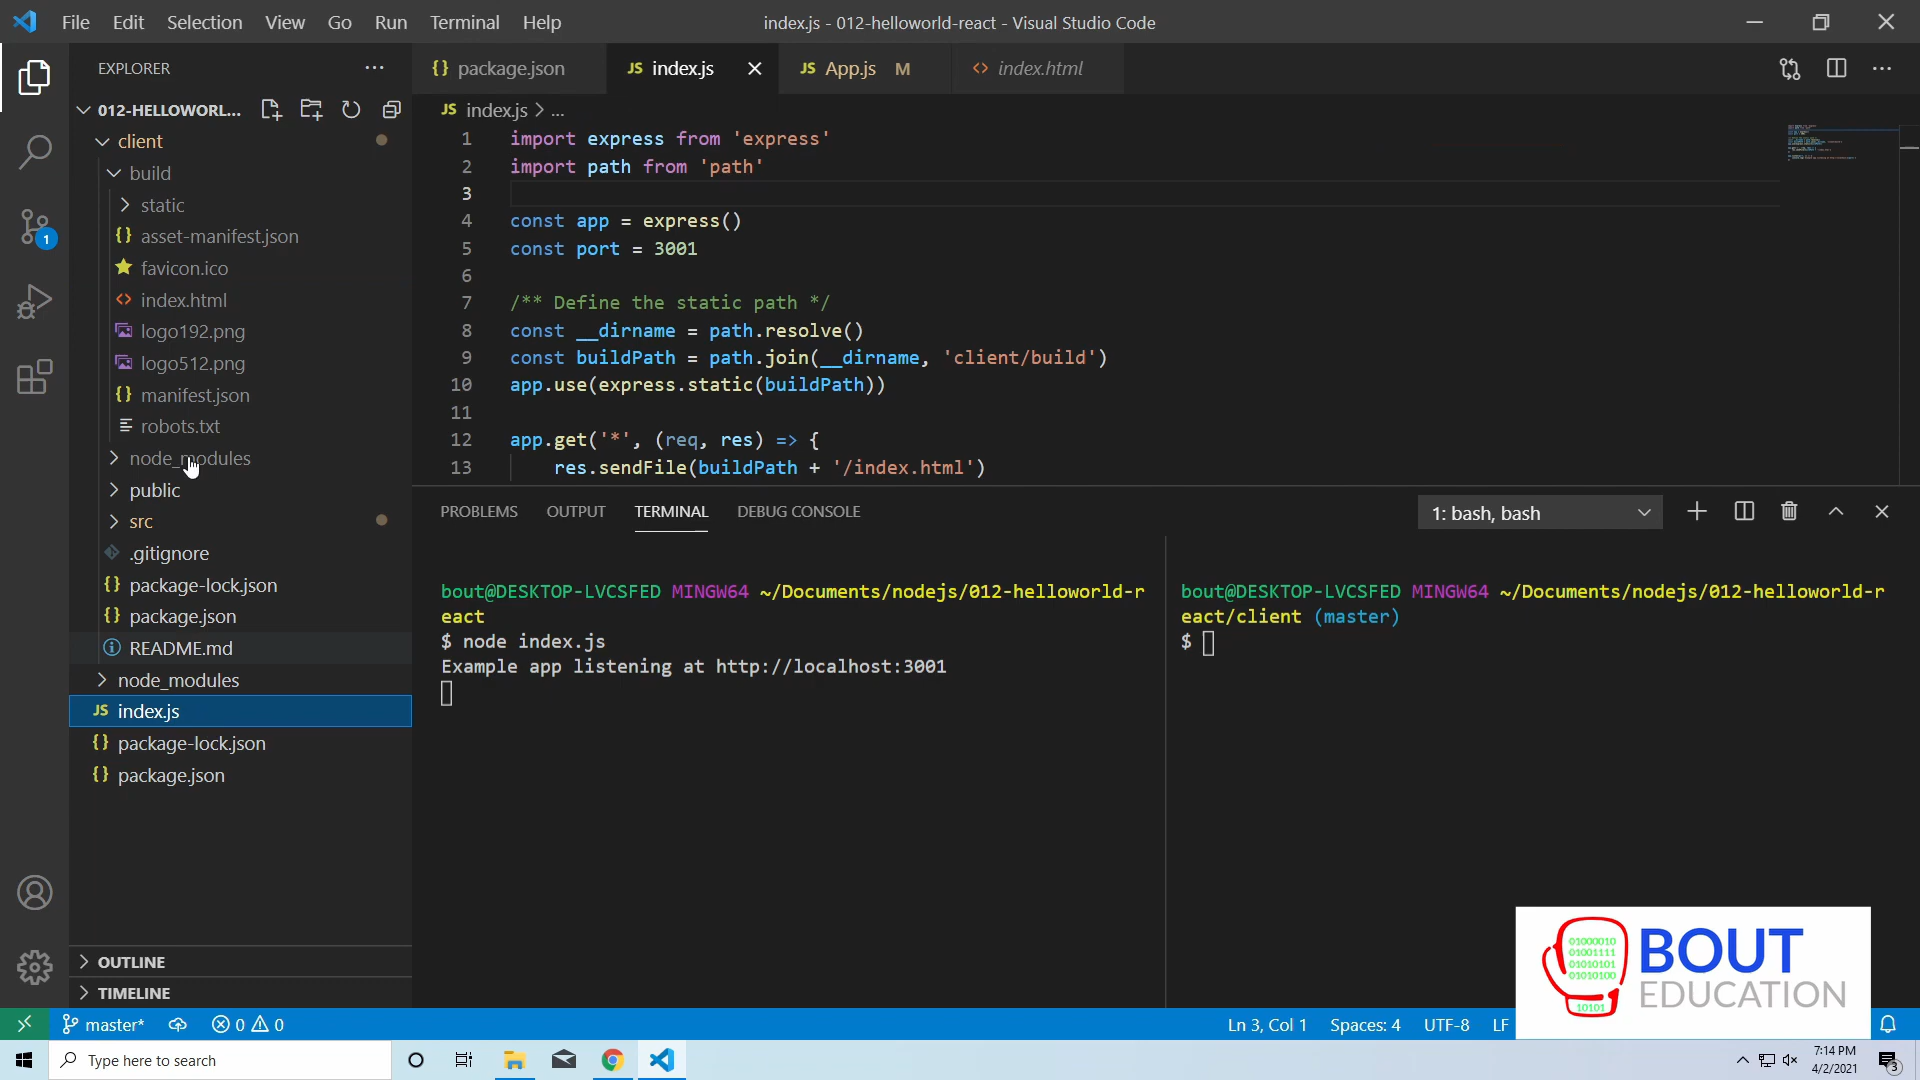 File Edit Selection View Go Run Terminal Help
index.js - 012-helloworld-react - Visual Studio Code
EXPLORER
012-HELLOWORL...
client
build
static
asset-manifest.json
favicon.ico
index.html
logo192.png
logo512.png
manifest.json
robots.txt
node_modules
public
src
.gitignore
package-lock.json
package.json
README.md
node_modules
index.js
package-lock.json
package.json
OUTLINE
TIMELINE
1
package.json
JS index.js
JS App.js M
index.html
JS index.js > ...
1 import express from 'express'
2 import path from 'path'
3
4 const app = express()
5 const port = 3001
6
7 /** Define the static path */
8 const __dirname = path.resolve()
9 const buildPath = path.join(__dirname, 'client/build')
10 app.use(express.static(buildPath))
11
12 app.get('*', (req, res) => {
13 res.sendFile(buildPath + '/index.html')
PROBLEMS OUTPUT TERMINAL DEBUG CONSOLE
1: bash, bash
bout@DESKTOP-LVCSFED MINGW64 ~/Documents/nodejs/012-helloworld-r
eact
$ node index.js
Example app listening at http://localhost:3001
bout@DESKTOP-LVCSFED MINGW64 ~/Documents/nodejs/012-helloworld-r
eact/client (master)
$
01000010
01001111
01010101
01010100
10101
BOUT
EDUCATION
master* 0 0
Ln 3, Col 1 Spaces: 4 UTF-8 LF
Type here to search
7:14 PM
4/2/2021
3